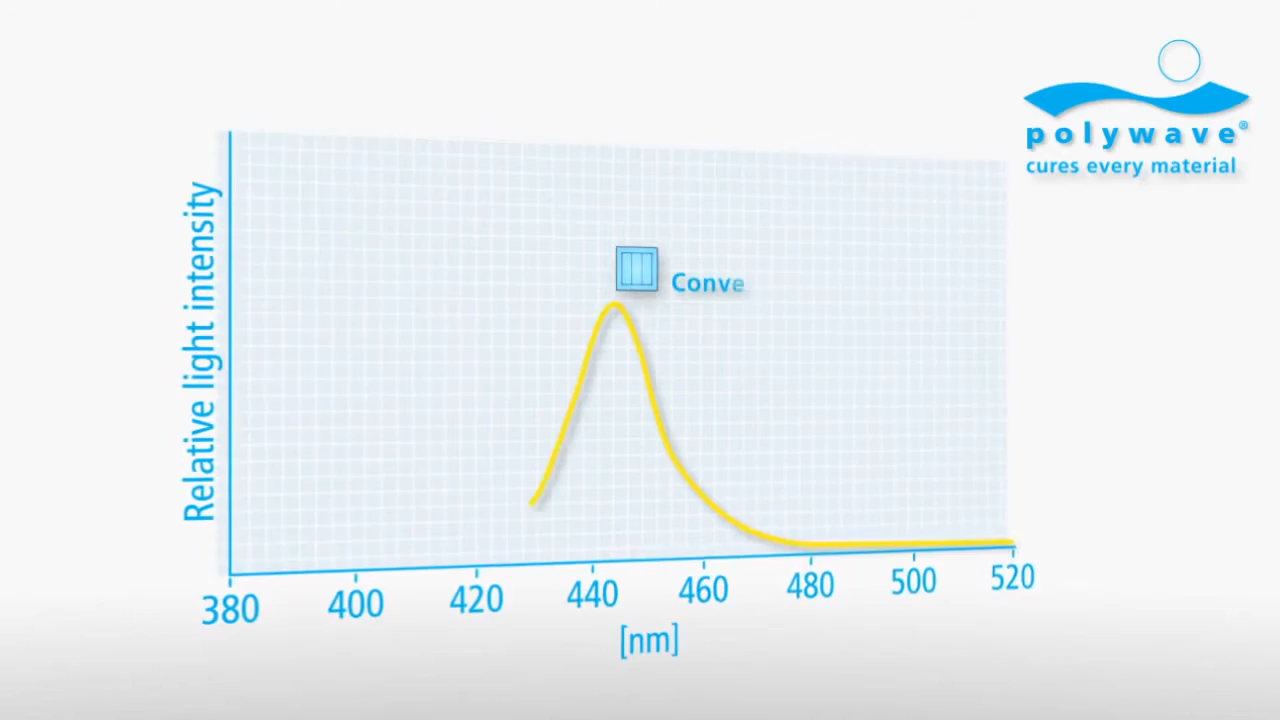 polywave®
cures every material
Relative light intensity
Conve
380 400 420 440 460 480 500 520
[nm]